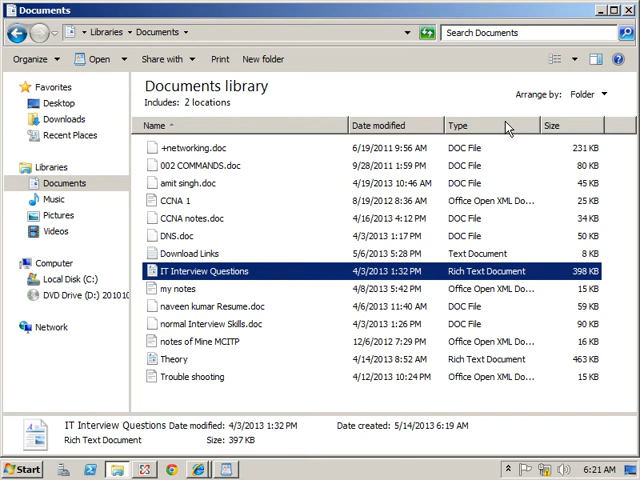 Documents
Libraries Documents
Search Documents
Organize Open Share with Print New folder
Documents library
Includes: 2 locations
Arrange by: Folder
Name Date modified Type Size
+networking.doc 6/19/2011 9:56 AM DOC File 231 KB
002 COMMANDS.doc 9/28/2011 1:59 PM DOC File 80 KB
amit singh.doc 4/19/2013 10:46 AM DOC File 45 KB
CCNA 1 8/19/2012 8:36 AM Office Open XML Do... 25 KB
CCNA notes.doc 4/16/2013 4:12 PM DOC File 34 KB
DNS.doc 4/3/2013 1:17 PM DOC File 50 KB
Download Links 5/6/2013 5:28 PM Text Document 8 KB
IT Interview Questions 4/3/2013 1:32 PM Rich Text Document 398 KB
my notes 4/8/2013 5:42 PM Office Open XML Do... 15 KB
naveen kumar Resume.doc 4/6/2013 11:40 AM DOC File 59 KB
normal Interview Skills.doc 4/3/2013 1:26 PM DOC File 90 KB
notes of Mine MCITP 12/6/2012 7:29 PM Office Open XML Do... 16 KB
Theory 4/14/2013 8:52 AM Rich Text Document 463 KB
Trouble shooting 4/12/2013 10:24 PM Office Open XML Do... 15 KB
Favorites
Desktop
Downloads
Recent Places
Libraries
Documents
Music
Pictures
Videos
Computer
Local Disk (C:)
DVD Drive (D:) 20101
Network
IT Interview Questions Date modified: 4/3/2013 1:32 PM Date created: 5/14/2013 6:19 AM
Rich Text Document Size: 397 KB
Start 6:21 AM